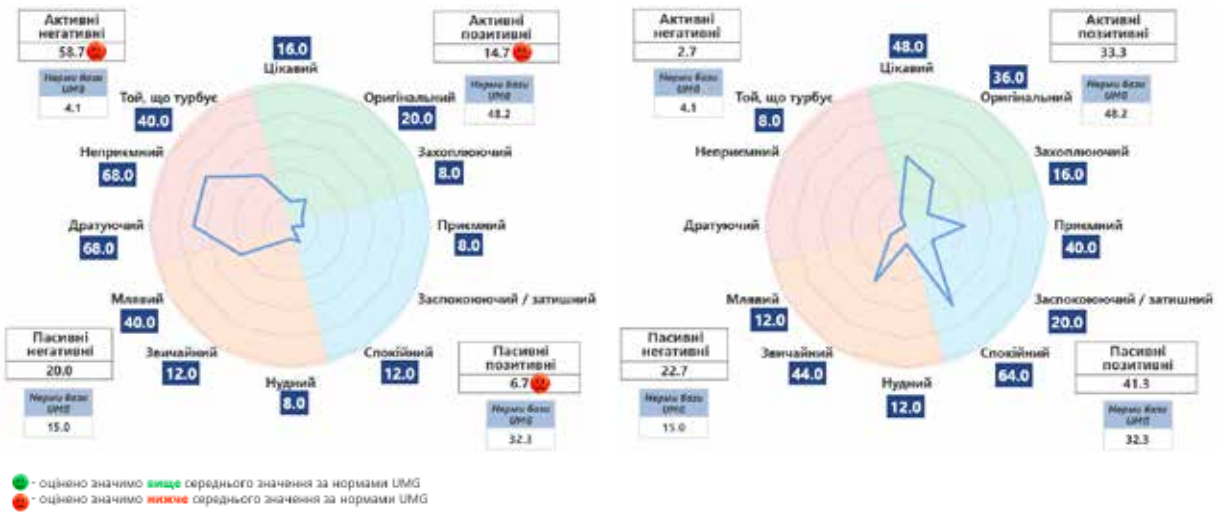 Активні
негативні
58.7
Норми бази
UMG
4.1
Активні
позитивні
14.7
Норми бази
UMG
48.2
16.0
Цікавий
Оригінальний
20.0
Захоплюючий
8.0
Приємний
8.0
Заспокоюючий / затишний
Спокійний
12.0
Нудний
8.0
Звичайний
12.0
Млявий
40.0
Дратуючий
68.0
Неприємний
68.0
Той, що турбує
40.0
Пасивні
негативні
20.0
Норми бази
UMG
15.0
Пасивні
позитивні
6.7
Норми бази
UMG
32.3
Активні
негативні
2.7
Норми бази
UMG
4.1
Активні
позитивні
33.3
Норми бази
UMG
48.2
48.0
Цікавий
36.0
Оригінальний
Захоплюючий
16.0
Приємний
40.0
Заспокоюючий / затишний
20.0
Спокійний
64.0
Нудний
12.0
Звичайний
44.0
Млявий
12.0
Дратуючий
Неприємний
Той, що турбує
8.0
Пасивні
негативні
22.7
Норми бази
UMG
15.0
Пасивні
позитивні
41.3
Норми бази
UMG
32.3
- оцінено значимо вище середнього значення за нормами UMG
- оцінено значимо нижче середнього значення за нормами UMG